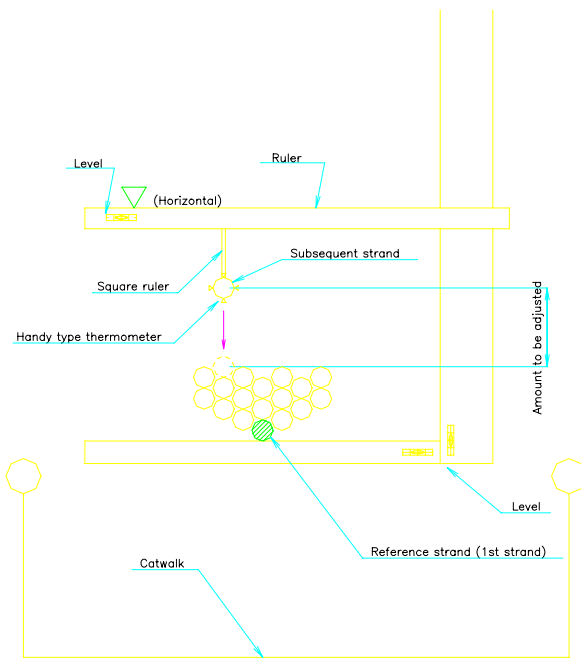 Ruler
Level
(Horizontal)
Subsequent strand
Square ruler
Amount to be adjusted
Handy type thermometer
Level
Reference strand (1st strand)
Catwalk